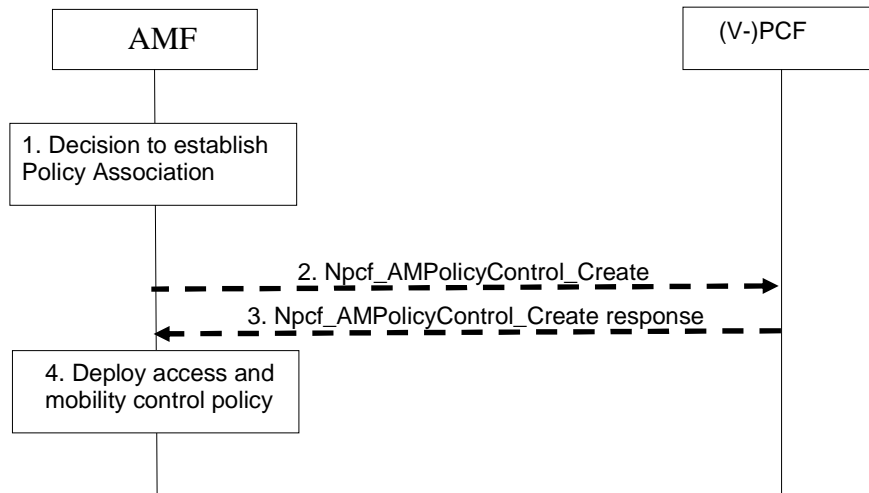 AMF
(V-)PCF
1. Decision to establish
Policy Association
2. Npcf_AMPolicyControl_Create
3. Npcf_AMPolicyControl_Create response
4. Deploy access and
mobility control policy